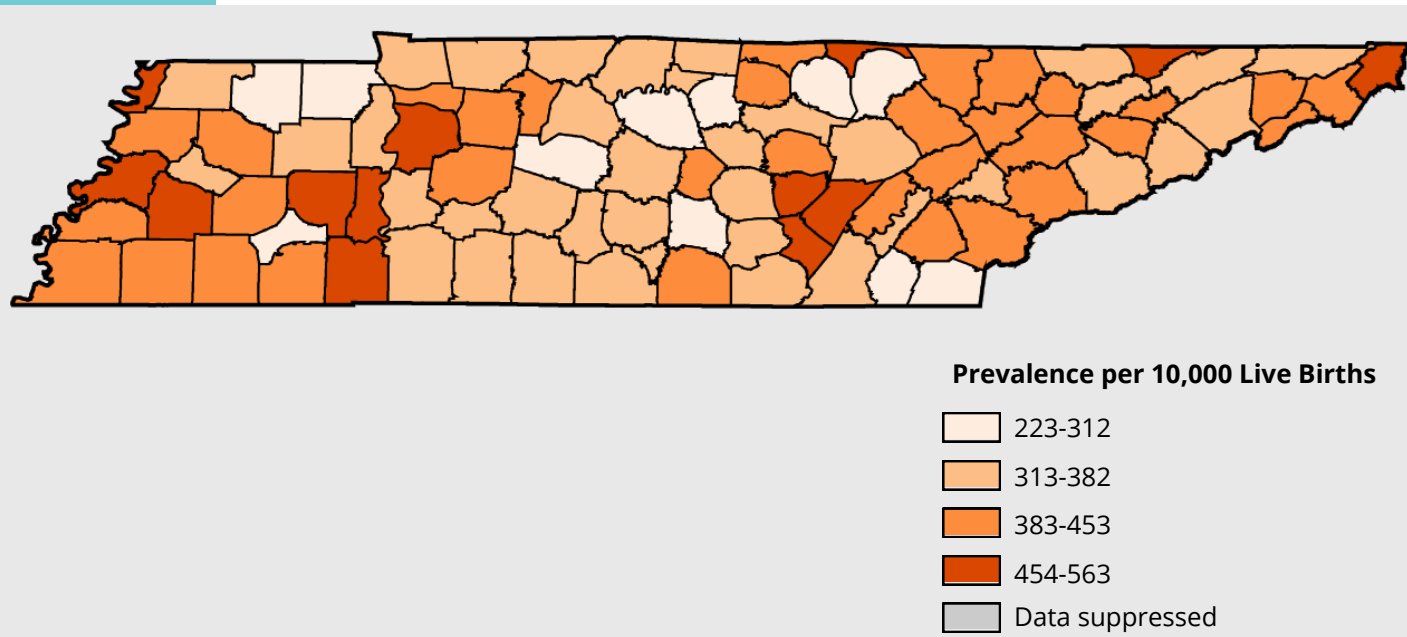 Prevalence per 10,000 Live Births
223-312
313-382
383-453
454-563
Data suppressed